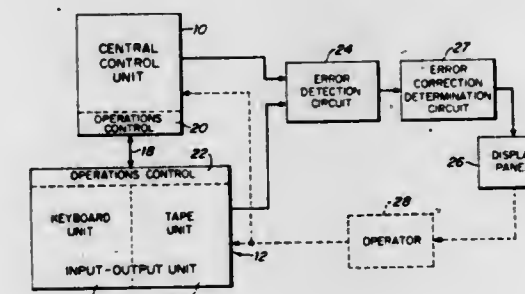 10
CENTRAL
CONTROL
UNIT
OPERATIONS
CONTROL
20
18
22
OPERATIONS CONTROL
KEYBOARD
UNIT
TAPE
UNIT
INPUT-OUTPUT UNIT
12
24
ERROR
DETECTION
CIRCUIT
27
ERROR
CORRECTION
DETERMINATION
CIRCUIT
26
DISPLA
PANE
28
OPERATOR